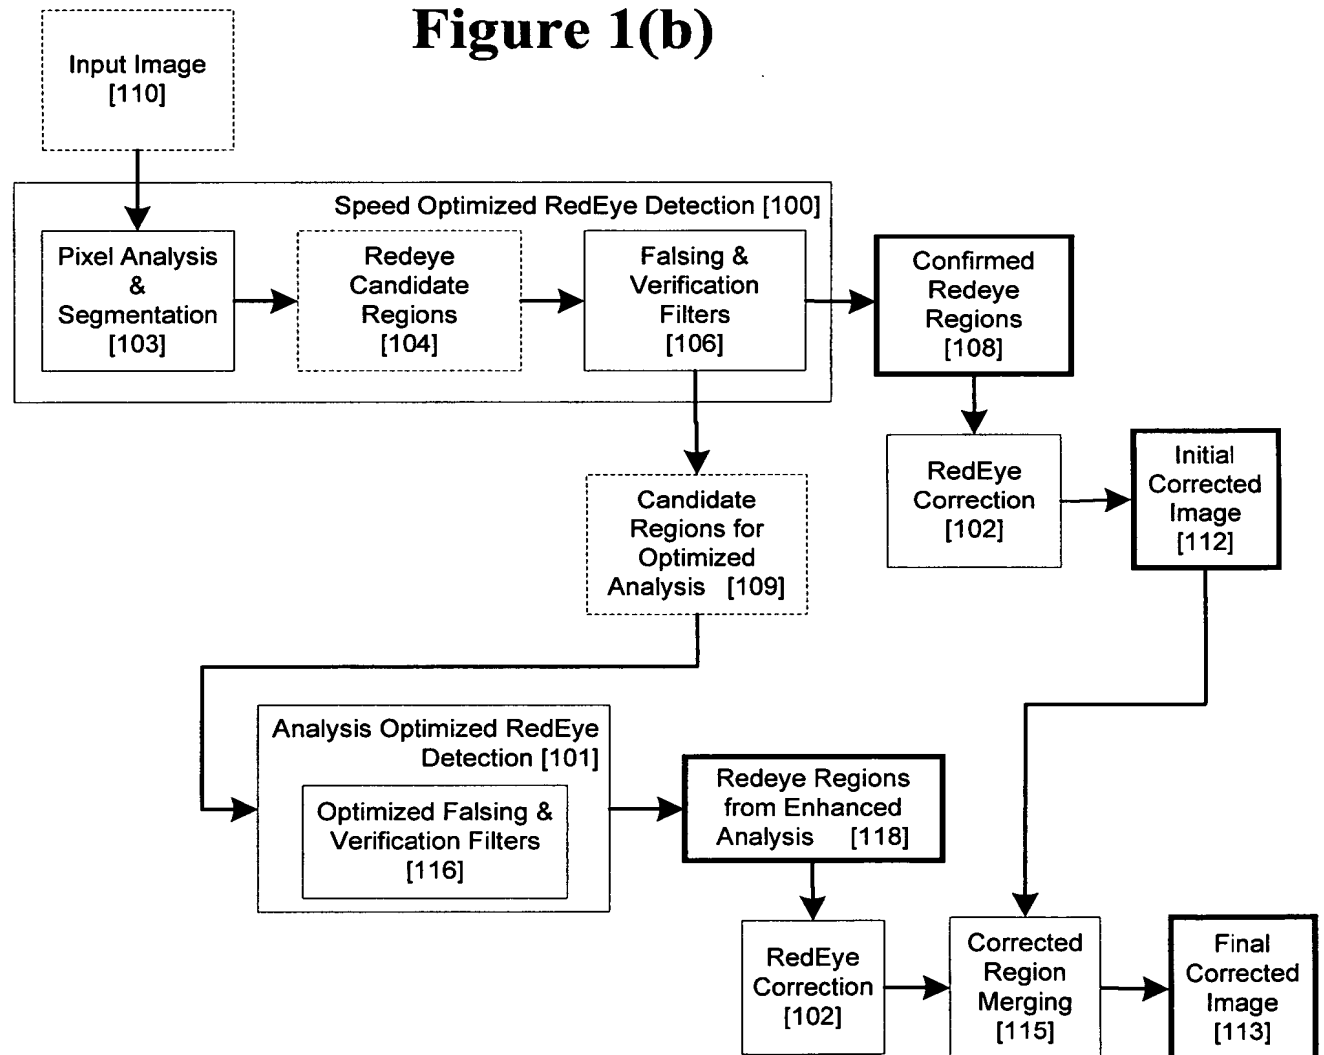 Figure 1(b)
Input Image
[110]
Speed Optimized RedEye Detection [100]
Pixel Analysis
&
Segmentation
[103]
Redeye
Candidate
Regions
[104]
Falsing &
Verification
Filters
[106]
Confirmed
Redeye
Regions
[108]
RedEye
Correction
[102]
Initial
Corrected
Image
[112]
Candidate
Regions for
Optimized
Analysis [109]
Analysis Optimized RedEye
Detection [101]
Optimized Falsing &
Verification Filters
[116]
Redeye Regions
from Enhanced
Analysis [118]
RedEye
Correction
[102]
Corrected
Region
Merging
[115]
Final
Corrected
Image
[113]